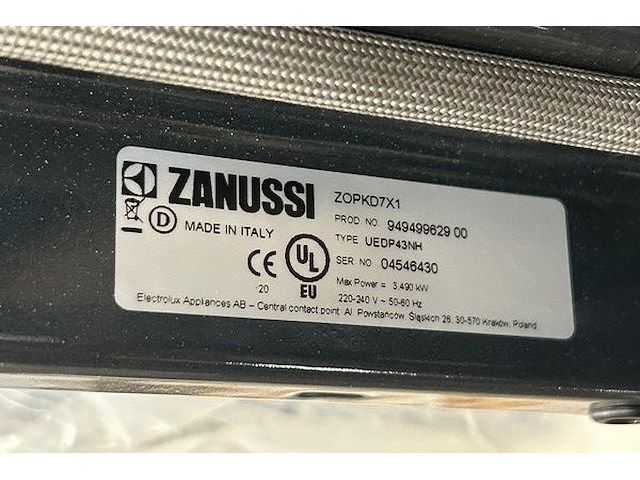 ZANUSSI
D MADE IN ITALY
CE UL
-20 EU
ZOPKD7X1
PROD. NO. 949499629 00
TYPE UEDP43NH
SER. NO. 04546430
Max Power = 3,490 kW
220-240 V ~ 50-60 Hz
Electrolux Appliances AB – Central contact point: Al. Powstańców Śląskich 26, 30-570 Kraków, Poland